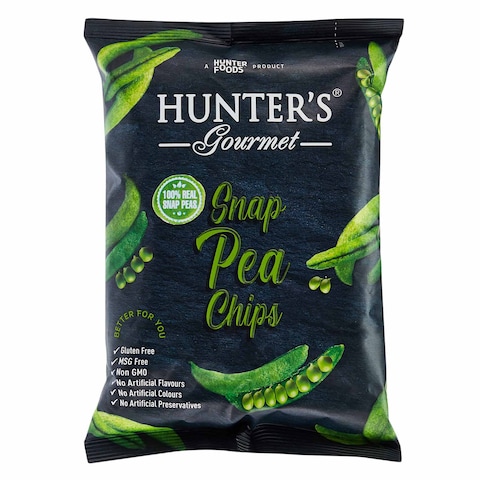 A HUNTER FOODS PRODUCT
HUNTER'S®
Gourmet
100% REAL
SNAP PEAS
Snap
Pea
Chips
BETTER FOR YOU
✓ Gluten Free
✓ MSG Free
✓ Non GMO
✓ No Artificial Flavours
✓ No Artificial Colours
✓ No Artificial Preservatives